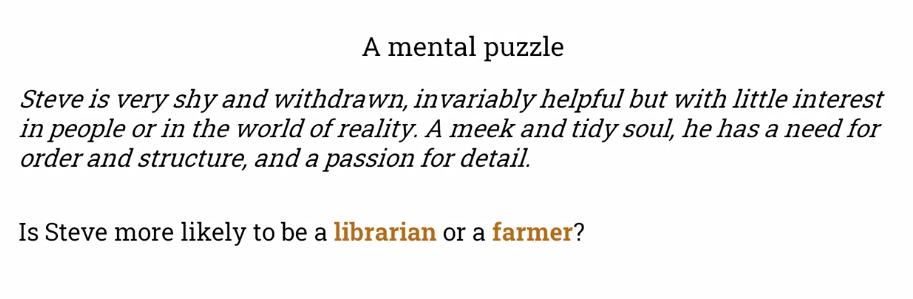 A mental puzzle
Steve is very shy and withdrawn, invariably helpful but with little interest
in people or in the world of reality. A meek and tidy soul, he has a need for
order and structure, and a passion for detail.
Is Steve more likely to be a librarian or a farmer?